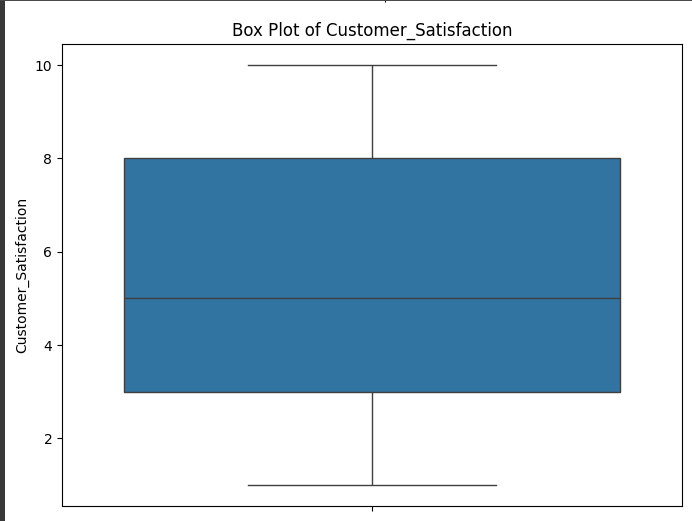 Box Plot of Customer_Satisfaction
10
8
6
4
2
Customer_Satisfaction